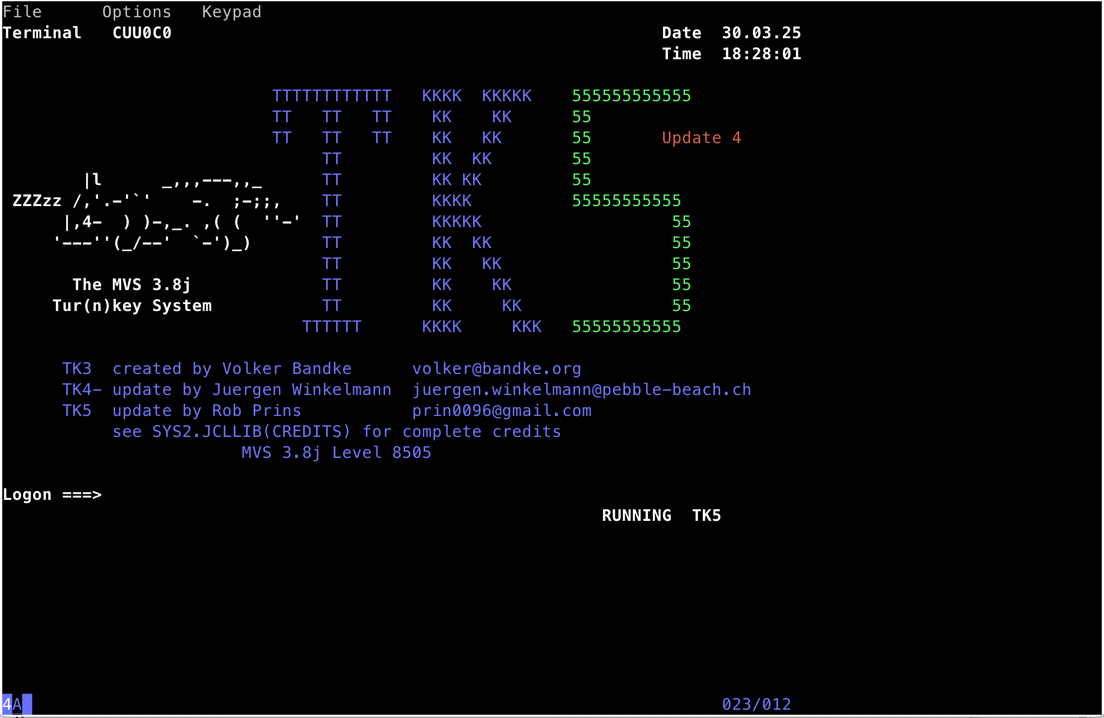 File      Options   Keypad
Terminal   CUU0C0                                                 Date  30.03.25
                                                                  Time  18:28:01

                           TTTTTTTTTTTT   KKKK  KKKKK    555555555555
                           TT   TT   TT    KK    KK      55
                           TT   TT   TT    KK   KK       55       Update 4
                                TT         KK  KK        55
        |l      _,,,---,,_      TT         KK KK         55
 ZZZzz /,'.-'`'    -.  ;-;;,    TT         KKKK          55555555555
      |,4-  ) )-,_. ,( (  ''-'  TT         KKKKK                   55
     '---''(_/--'  `-')_)       TT         KK  KK                  55
                                TT         KK   KK                 55
       The MVS 3.8j             TT         KK    KK                55
     Tur(n)key System           TT         KK     KK               55
                              TTTTTT      KKKK     KKK   55555555555

      TK3  created by Volker Bandke      volker@bandke.org
      TK4- update by Juergen Winkelmann  juergen.winkelmann@pebble-beach.ch
      TK5  update by Rob Prins           prin0096@gmail.com
           see SYS2.JCLLIB(CREDITS) for complete credits
                        MVS 3.8j Level 8505

Logon ===>
                                                            RUNNING  TK5
4A                                                                      023/012